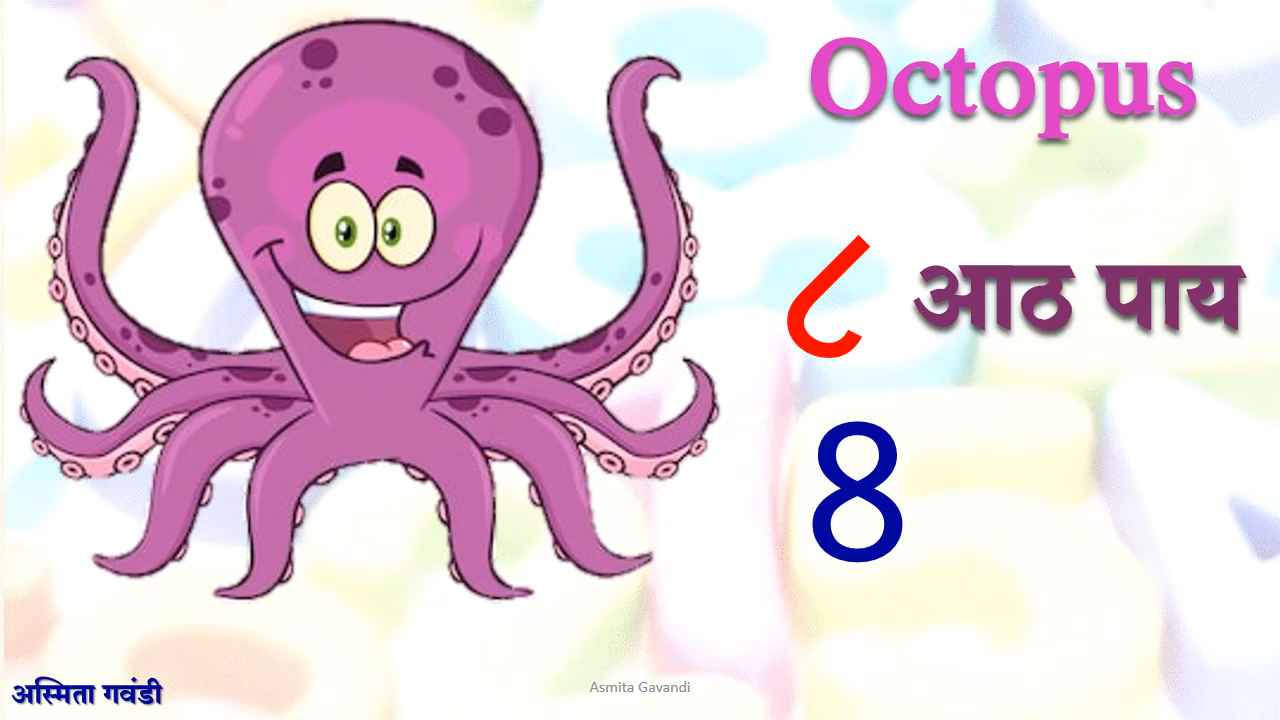 Octopus
८ आठ पाय
8
अस्मिता गवंडी
Asmita Gavandi